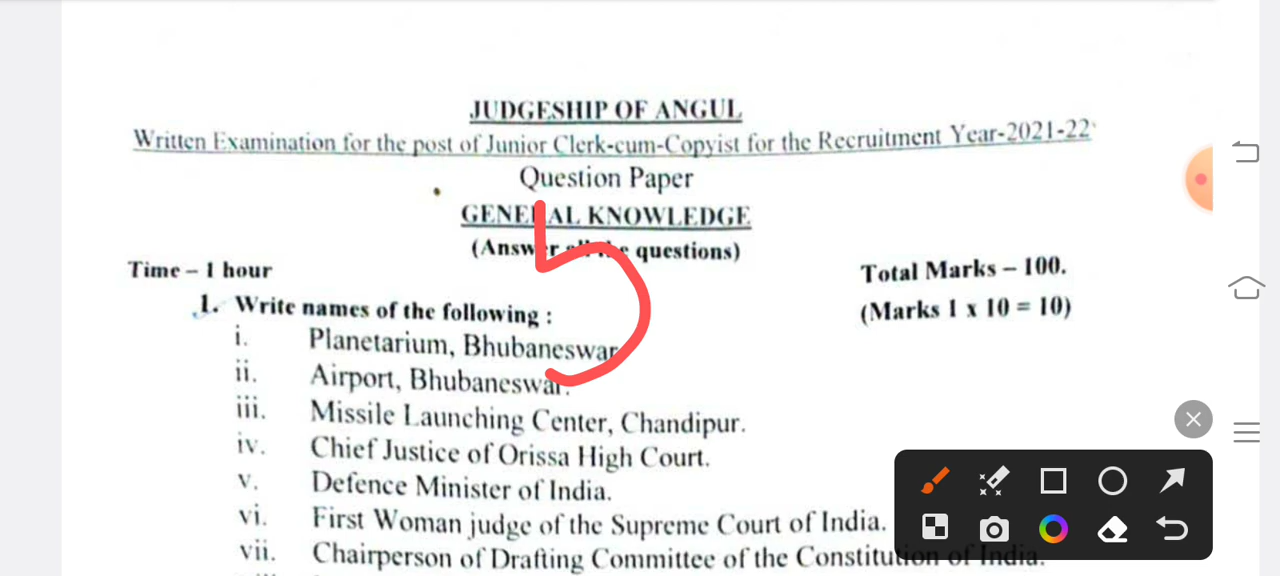 JUDGESHIP OF ANGUL
Written Examination for the post of Junior Clerk-cum-Copyist for the Recruitment Year-2021-22
Question Paper
GENERAL KNOWLEDGE
(Answer all the questions)
Time – 1 hour
Total Marks – 100.
1. Write names of the following :
(Marks 1 x 10 = 10)
i. Planetarium, Bhubaneswar
ii. Airport, Bhubaneswar.
iii. Missile Launching Center, Chandipur.
iv. Chief Justice of Orissa High Court.
v. Defence Minister of India.
vi. First Woman judge of the Supreme Court of India.
vii. Chairperson of Drafting Committee of the Constitution of India.